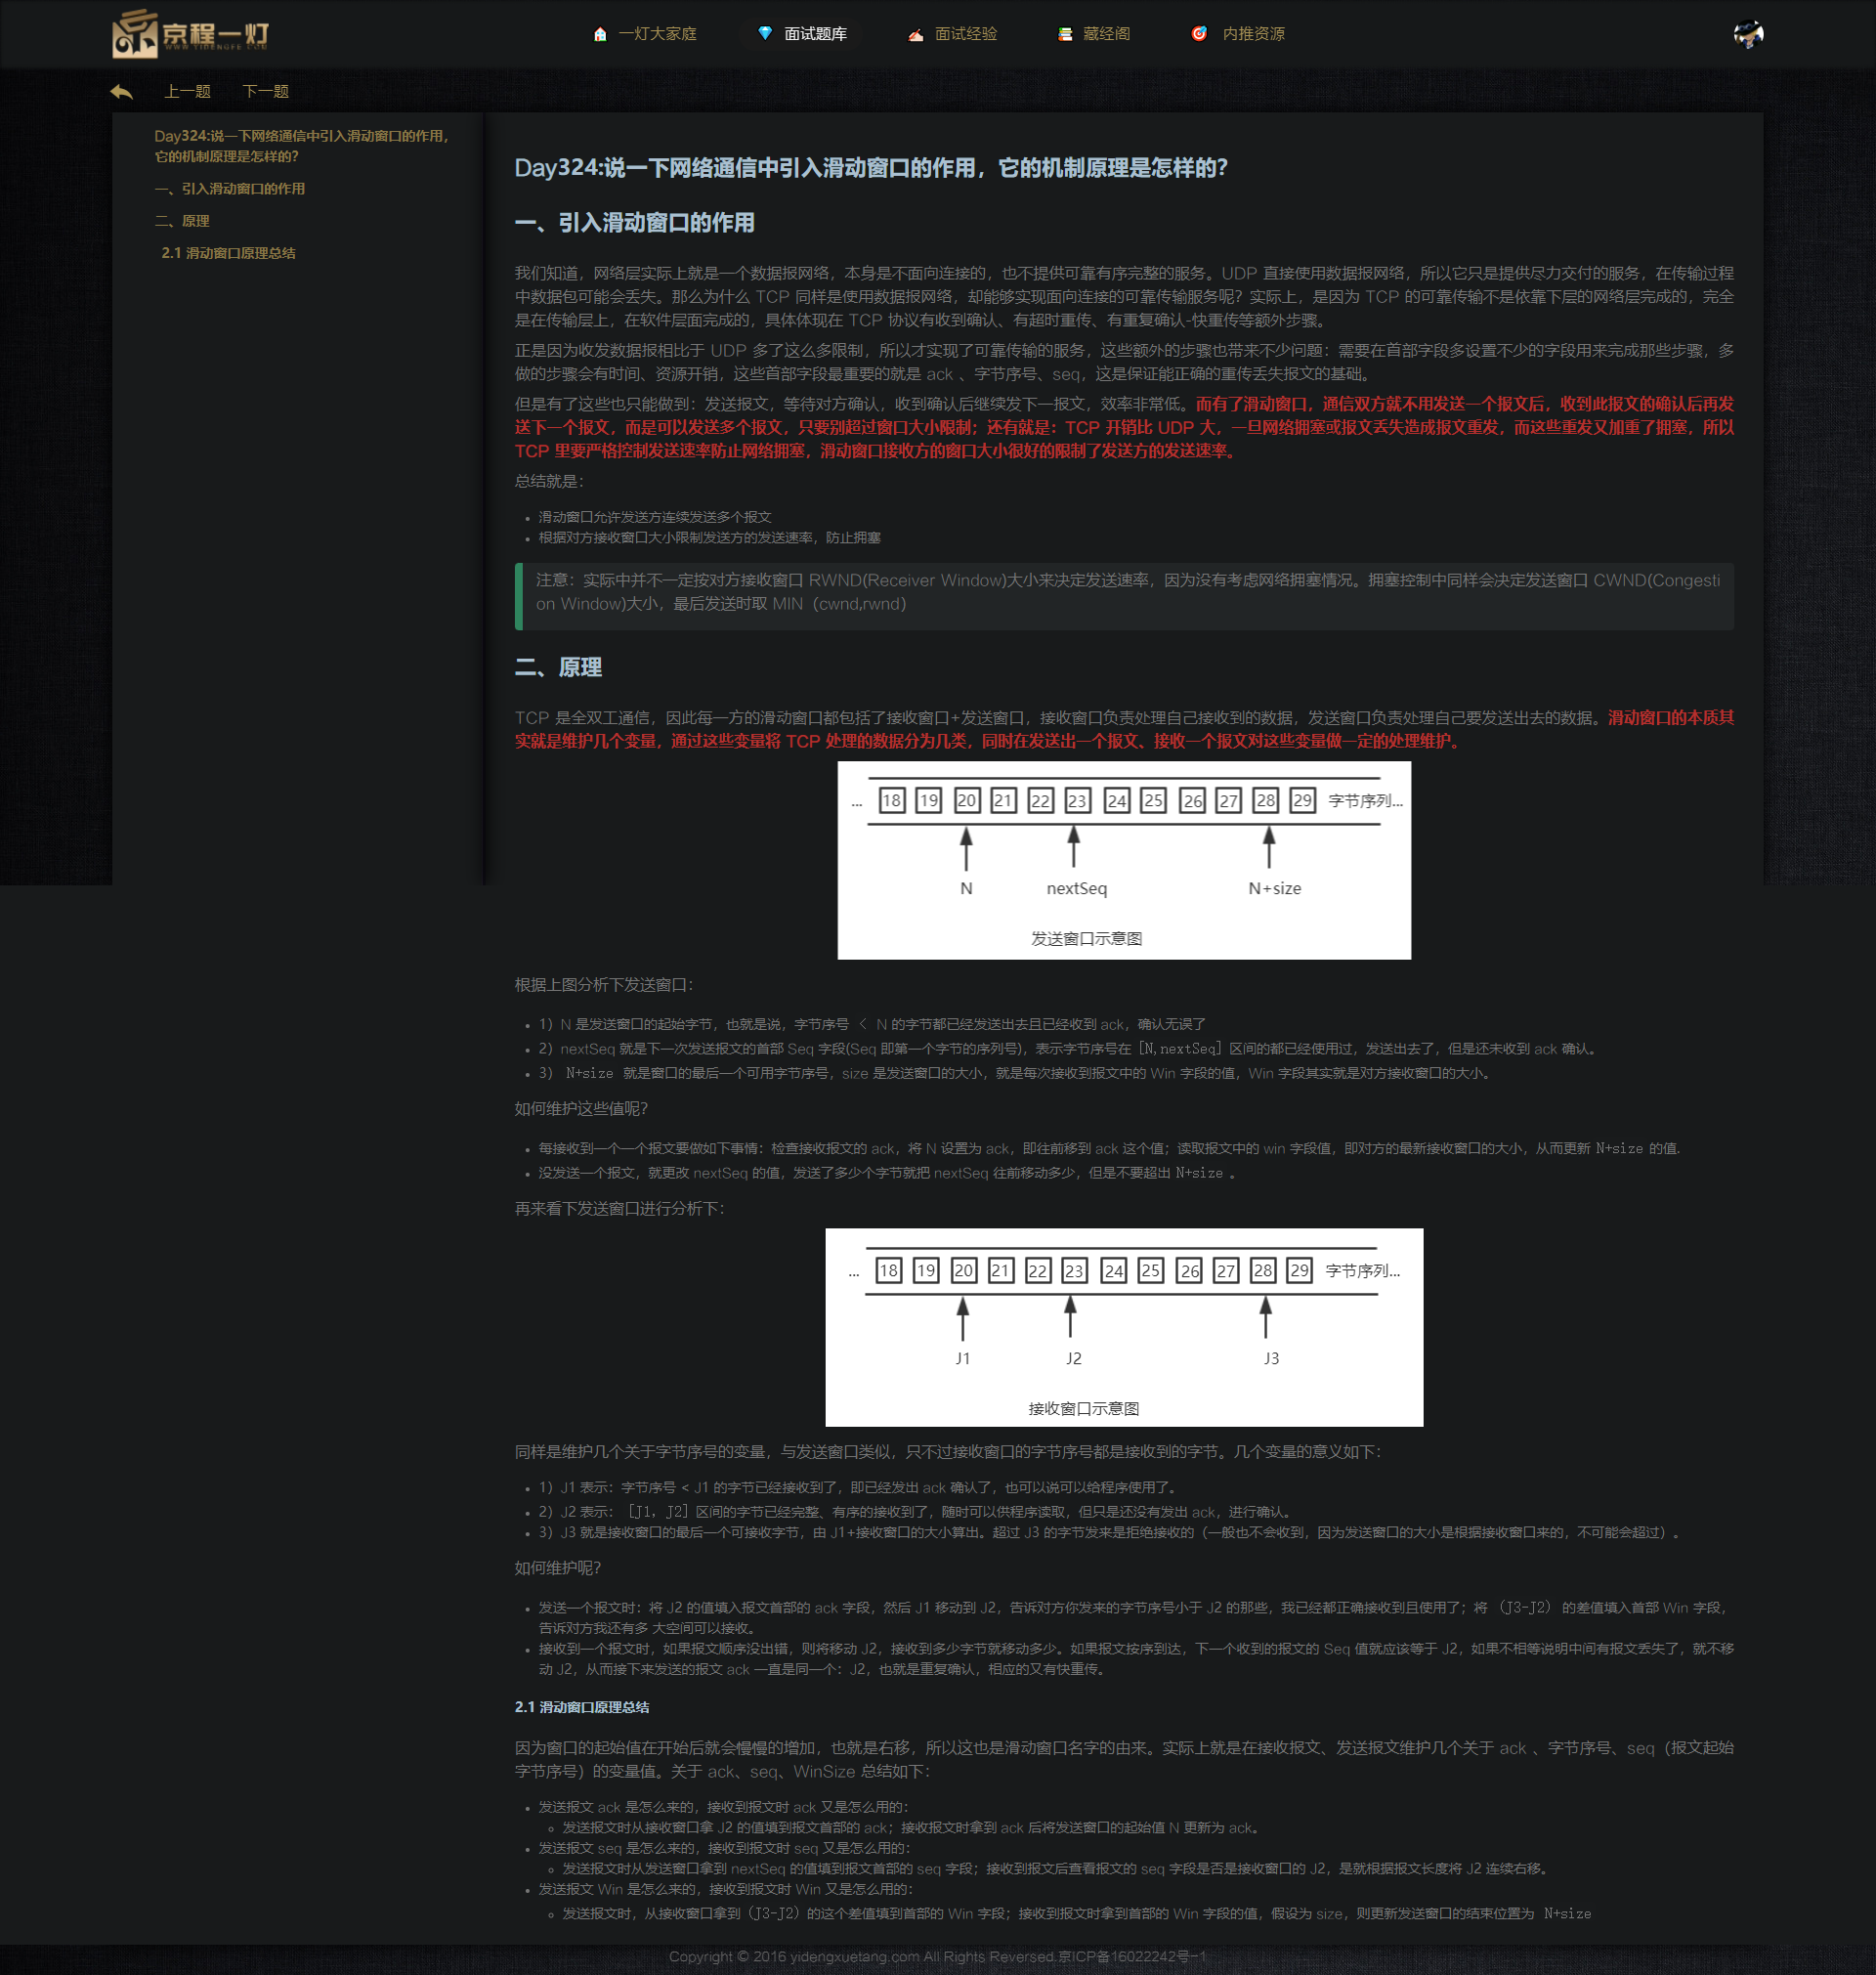 京程一灯
WWW.YIDENGFE.COM
一灯大家庭
面试题库
面试经验
藏经阁
内推资源
上一题
下一题
Day324:说一下网络通信中引入滑动窗口的作用，
它的机制原理是怎样的？
一、引入滑动窗口的作用
二、原理
2.1 滑动窗口原理总结
Day324:说一下网络通信中引入滑动窗口的作用，它的机制原理是怎样的？
一、引入滑动窗口的作用
我们知道，网络层实际上就是一个数据报网络，本身是不面向连接的，也不提供可靠有序完整的服务。UDP 直接使用数据报网络，所以它只是提供尽力交付的服务，在传输过程
中数据包可能会丢失。那么为什么 TCP 同样是使用数据报网络，却能够实现面向连接的可靠传输服务呢？实际上，是因为 TCP 的可靠传输不是依靠下层的网络层完成的，完全
是在传输层上，在软件层面完成的，具体体现在 TCP 协议有收到确认、有超时重传、有重复确认-快重传等额外步骤。
正是因为收发数据报相比于 UDP 多了这么多限制，所以才实现了可靠传输的服务，这些额外的步骤也带来不少问题：需要在首部字段多设置不少的字段用来完成那些步骤，多
做的步骤会有时间、资源开销，这些首部字段最重要的就是 ack 、字节序号、seq，这是保证能正确的重传丢失报文的基础。
但是有了这些也只能做到：发送报文，等待对方确认，收到确认后继续发下一报文，效率非常低。而有了滑动窗口，通信双方就不用发送一个报文后，收到此报文的确认后再发
送下一个报文，而是可以发送多个报文，只要别超过窗口大小限制；还有就是：TCP 开销比 UDP 大，一旦网络拥塞或报文丢失造成报文重发，而这些重发又加重了拥塞，所以
TCP 里要严格控制发送速率防止网络拥塞，滑动窗口接收方的窗口大小很好的限制了发送方的发送速率。
总结就是：
• 滑动窗口允许发送方连续发送多个报文
• 根据对方接收窗口大小限制发送方的发送速率，防止拥塞
注意：实际中并不一定按对方接收窗口 RWND(Receiver Window)大小来决定发送速率，因为没有考虑网络拥塞情况。拥塞控制中同样会决定发送窗口 CWND(Congesti
on Window)大小，最后发送时取 MIN（cwnd,rwnd）
二、原理
TCP 是全双工通信，因此每一方的滑动窗口都包括了接收窗口+发送窗口，接收窗口负责处理自己接收到的数据，发送窗口负责处理自己要发送出去的数据。滑动窗口的本质其
实就是维护几个变量，通过这些变量将 TCP 处理的数据分为几类，同时在发送出一个报文、接收一个报文对这些变量做一定的处理维护。
... 18 19 20 21 22 23 24 25 26 27 28 29 字节序列...
N nextSeq N+size
发送窗口示意图
根据上图分析下发送窗口：
• 1）N 是发送窗口的起始字节，也就是说，字节序号 ＜ N 的字节都已经发送出去且已经收到 ack，确认无误了
• 2）nextSeq 就是下一次发送报文的首部 Seq 字段(Seq 即第一个字节的序列号)，表示字节序号在 [N,nextSeq] 区间的都已经使用过，发送出去了，但是还未收到 ack 确认。
• 3） N+size 就是窗口的最后一个可用字节序号，size 是发送窗口的大小，就是每次接收到报文中的 Win 字段的值，Win 字段其实就是对方接收窗口的大小。
如何维护这些值呢？
• 每接收到一个一个报文要做如下事情：检查接收报文的 ack，将 N 设置为 ack，即往前移到 ack 这个值；读取报文中的 win 字段值，即对方的最新接收窗口的大小，从而更新 N+size 的值.
• 没发送一个报文，就更改 nextSeq 的值，发送了多少个字节就把 nextSeq 往前移动多少，但是不要超出 N+size 。
再来看下发送窗口进行分析下：
... 18 19 20 21 22 23 24 25 26 27 28 29 字节序列...
J1 J2 J3
接收窗口示意图
同样是维护几个关于字节序号的变量，与发送窗口类似，只不过接收窗口的字节序号都是接收到的字节。几个变量的意义如下：
• 1）J1 表示：字节序号 < J1 的字节已经接收到了，即已经发出 ack 确认了，也可以说可以给程序使用了。
• 2）J2 表示： [J1, J2] 区间的字节已经完整、有序的接收到了，随时可以供程序读取，但只是还没有发出 ack，进行确认。
• 3）J3 就是接收窗口的最后一个可接收字节，由 J1+接收窗口的大小算出。超过 J3 的字节发来是拒绝接收的（一般也不会收到，因为发送窗口的大小是根据接收窗口来的，不可能会超过）。
如何维护呢？
• 发送一个报文时：将 J2 的值填入报文首部的 ack 字段，然后 J1 移动到 J2，告诉对方你发来的字节序号小于 J2 的那些，我已经都正确接收到且使用了；将 （J3-J2） 的差值填入首部 Win 字段，
告诉对方我还有多 大空间可以接收。
• 接收到一个报文时，如果报文顺序没出错，则将移动 J2，接收到多少字节就移动多少。如果报文按序到达，下一个收到的报文的 Seq 值就应该等于 J2，如果不相等说明中间有报文丢失了，就不移
动 J2，从而接下来发送的报文 ack 一直是同一个：J2，也就是重复确认，相应的又有快重传。
2.1 滑动窗口原理总结
因为窗口的起始值在开始后就会慢慢的增加，也就是右移，所以这也是滑动窗口名字的由来。实际上就是在接收报文、发送报文维护几个关于 ack 、字节序号、seq（报文起始
字节序号）的变量值。关于 ack、seq、WinSize 总结如下：
• 发送报文 ack 是怎么来的，接收到报文时 ack 又是怎么用的：
◦ 发送报文时从接收窗口拿 J2 的值填到报文首部的 ack；接收报文时拿到 ack 后将发送窗口的起始值 N 更新为 ack。
• 发送报文 seq 是怎么来的，接收到报文时 seq 又是怎么用的：
◦ 发送报文时从发送窗口拿到 nextSeq 的值填到报文首部的 seq 字段；接收到报文后查看报文的 seq 字段是否是接收窗口的 J2，是就根据报文长度将 J2 连续右移。
• 发送报文 Win 是怎么来的，接收到报文时 Win 又是怎么用的：
◦ 发送报文时，从接收窗口拿到（J3-J2）的这个差值填到首部的 Win 字段；接收到报文时拿到首部的 Win 字段的值，假设为 size，则更新发送窗口的结束位置为 N+size
Copyright © 2016 yidengxuetang.com All Rights Reversed.京ICP备16022242号-1